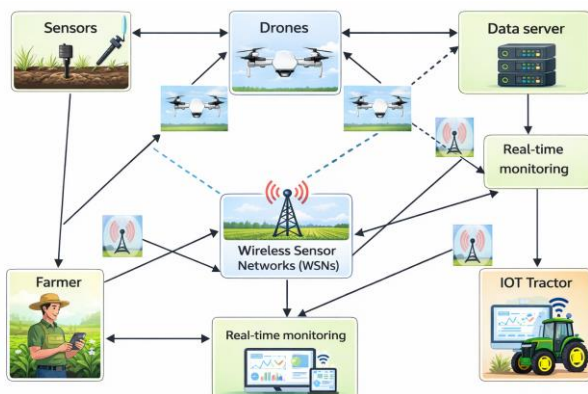 Sensors
Drones
Data server
Real-time
monitoring
Wireless Sensor
Networks (WSNs)
Farmer
Real-time monitoring
IOT Tractor